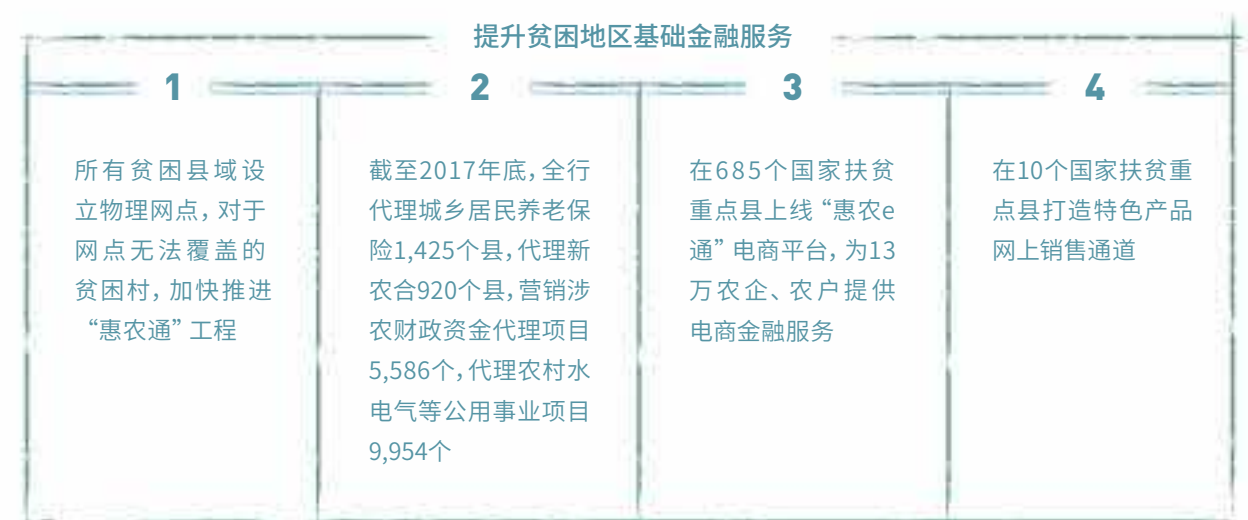 提升贫困地区基础金融服务
1
所有贫困县域设
立物理网点，对于
网点无法覆盖的
贫困村，加快推进
“惠农通”工程
2
截至2017年底，全行
代理城乡居民养老保
险1,425个县，代理新
农合920个县，营销涉
农财政资金代理项目
5,586个，代理农村水
电气等公用事业项目
9,954个
3
在685个国家扶贫
重点县上线“惠农e
通”电商平台，为13
万农企、农户提供
电商金融服务
4
在10个国家扶贫重
点县打造特色产品
网上销售通道